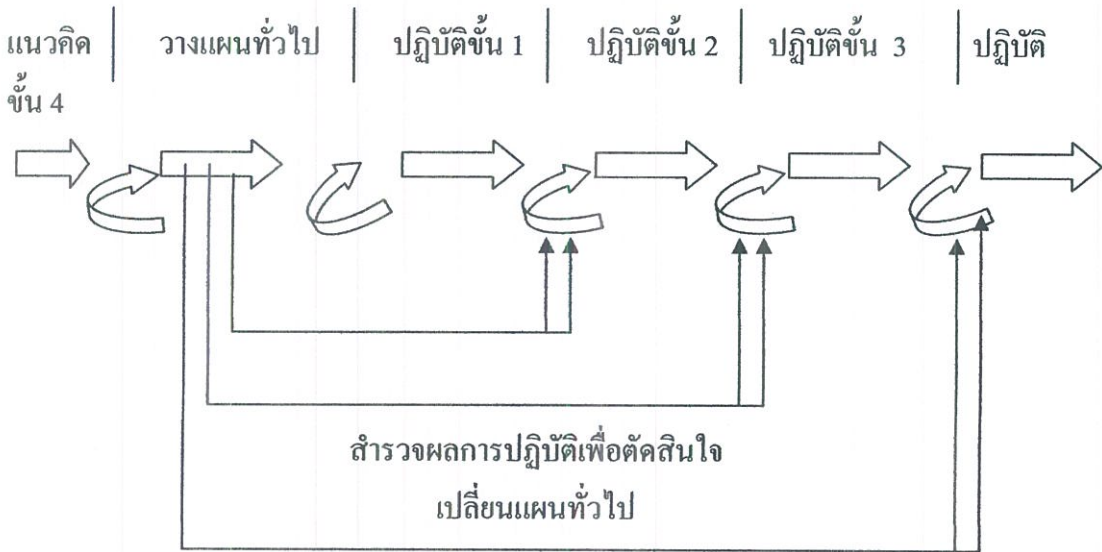 แนวคิด วางแผนทั่วไป ปฏิบัติขั้น 1 ปฏิบัติขั้น 2 ปฏิบัติขั้น 3 ปฏิบัติ
ขั้น 4
สำรวจผลการปฏิบัติเพื่อตัดสินใจ
เปลี่ยนแผนทั่วไป